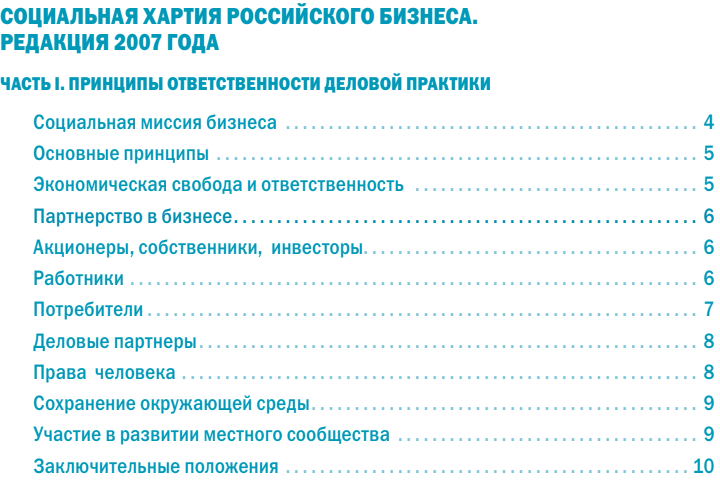 СОЦИАЛЬНАЯ ХАРТИЯ РОССИЙСКОГО БИЗНЕСА.
РЕДАКЦИЯ 2007 ГОДА
ЧАСТЬ I. ПРИНЦИПЫ ОТВЕТСТВЕННОСТИ ДЕЛОВОЙ ПРАКТИКИ
Социальная миссия бизнеса . . . . . . . . . . . . . . . . . . . . . . . . . . . . . . . . . . . . . . . . . . . . . . . 4
Основные принципы . . . . . . . . . . . . . . . . . . . . . . . . . . . . . . . . . . . . . . . . . . . . . . . . . . . . . . . 5
Экономическая свобода и ответственность . . . . . . . . . . . . . . . . . . . . . . . . . . . . . . . . 5
Партнерство в бизнесе. . . . . . . . . . . . . . . . . . . . . . . . . . . . . . . . . . . . . . . . . . . . . . . . . . . . . 6
Акционеры, собственники, инвесторы. . . . . . . . . . . . . . . . . . . . . . . . . . . . . . . . . . . . . . 6
Работники . . . . . . . . . . . . . . . . . . . . . . . . . . . . . . . . . . . . . . . . . . . . . . . . . . . . . . . . . . . . . . . . . 6
Потребители . . . . . . . . . . . . . . . . . . . . . . . . . . . . . . . . . . . . . . . . . . . . . . . . . . . . . . . . . . . . . . . 7
Деловые партнеры. . . . . . . . . . . . . . . . . . . . . . . . . . . . . . . . . . . . . . . . . . . . . . . . . . . . . . . . . 8
Права человека . . . . . . . . . . . . . . . . . . . . . . . . . . . . . . . . . . . . . . . . . . . . . . . . . . . . . . . . . . . 8
Сохранение окружающей среды. . . . . . . . . . . . . . . . . . . . . . . . . . . . . . . . . . . . . . . . . . . . 9
Участие в развитии местного сообщества . . . . . . . . . . . . . . . . . . . . . . . . . . . . . . . . . . 9
Заключительные положения . . . . . . . . . . . . . . . . . . . . . . . . . . . . . . . . . . . . . . . . . . . . . . 10